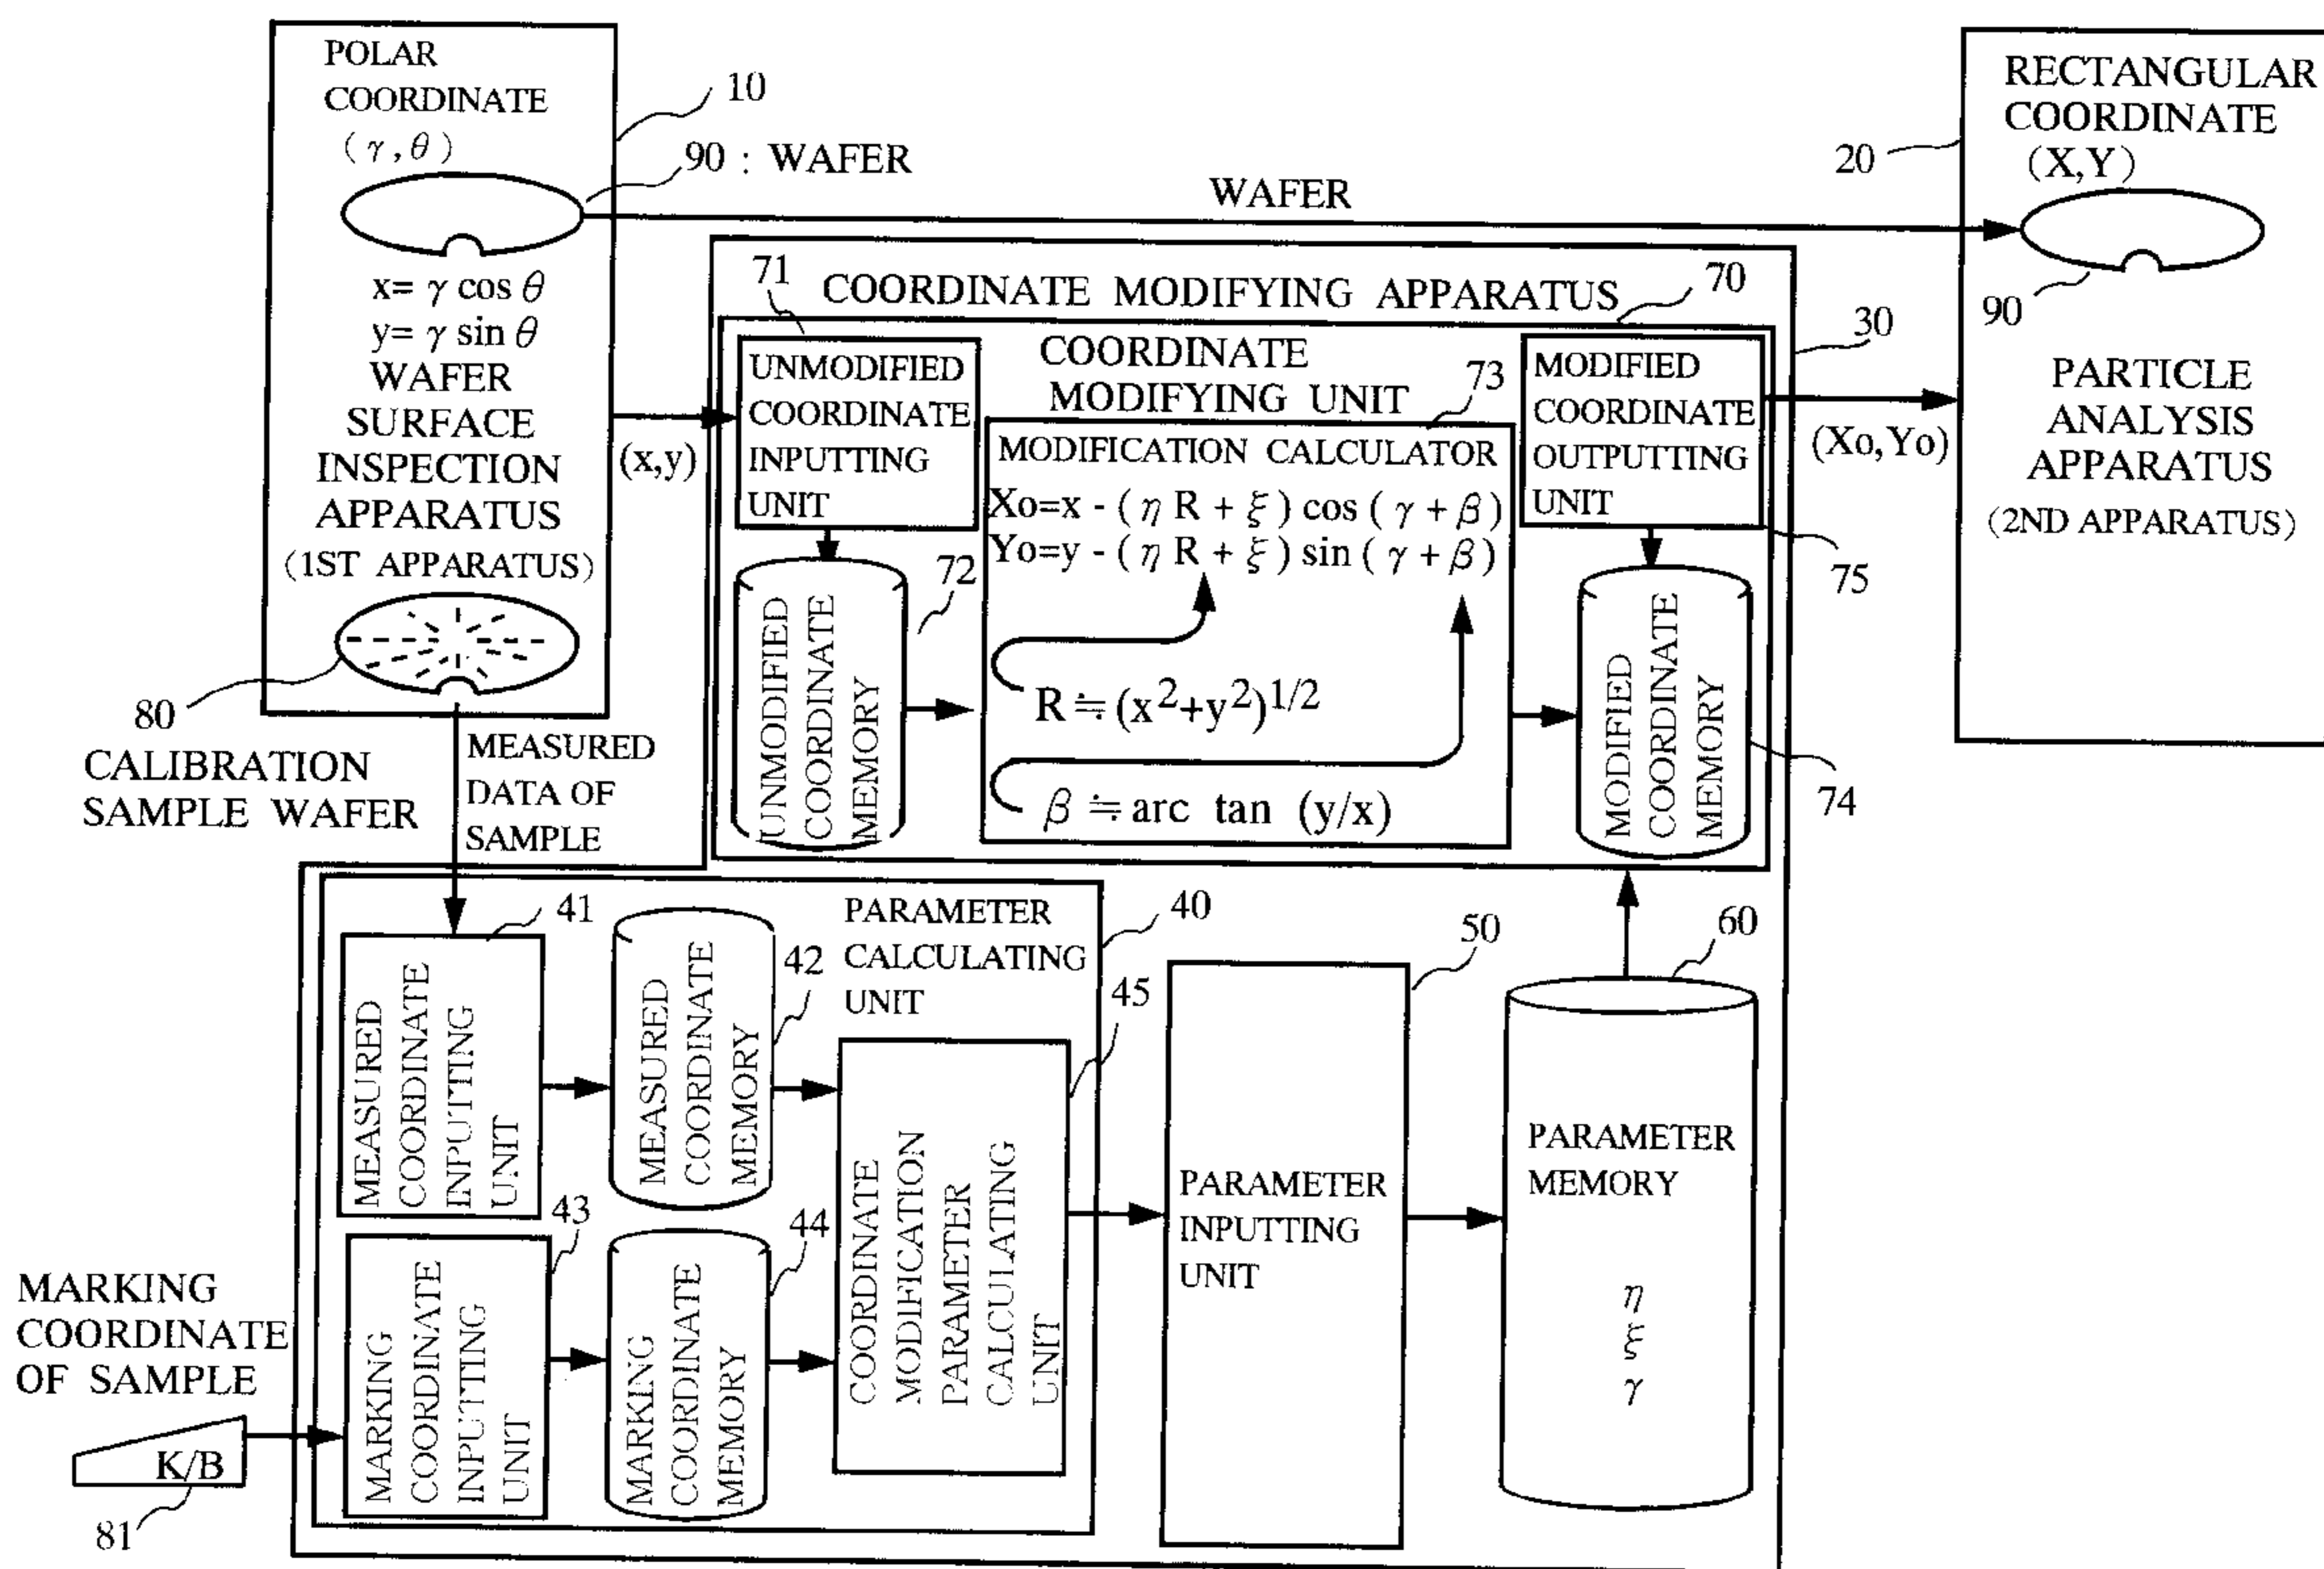 POLAR
COORDINATE
(γ,θ)
10
90 : WAFER
x= γ cos θ
y= γ sin θ
WAFER
SURFACE
INSPECTION
APPARATUS
(1ST APPARATUS)
80
CALIBRATION
SAMPLE WAFER
MEASURED
DATA OF
SAMPLE
WAFER
20
RECTANGULAR
COORDINATE
(X,Y)
90
PARTICLE
ANALYSIS
APPARATUS
(2ND APPARATUS)
(x,y)
COORDINATE MODIFYING APPARATUS
30
70
COORDINATE
MODIFYING UNIT
71
UNMODIFIED
COORDINATE
INPUTTING
UNIT
72
UNMODIFIED
COORDINATE
MEMORY
73
MODIFICATION CALCULATOR
Xo=x - ( η R + ξ ) cos ( γ + β )
Yo=y - ( η R + ξ ) sin ( γ + β )
R ≒ (x²+y²)1/2
β ≒ arc tan (y/x)
MODIFIED
COORDINATE
OUTPUTTING
UNIT
75
MODIFIED
COORDINATE
MEMORY
74
(Xo,Yo)
PARAMETER
CALCULATING
UNIT
40
41
MEASURED
COORDINATE
INPUTTING
UNIT
42
MEASURED
COORDINATE
MEMORY
43
MARKING
COORDINATE
INPUTTING
UNIT
44
MARKING
COORDINATE
MEMORY
45
COORDINATE
MODIFICATION
PARAMETER
CALCULATING
UNIT
50
PARAMETER
INPUTTING
UNIT
60
PARAMETER
MEMORY
η
ξ
γ
MARKING
COORDINATE
OF SAMPLE
K/B
81